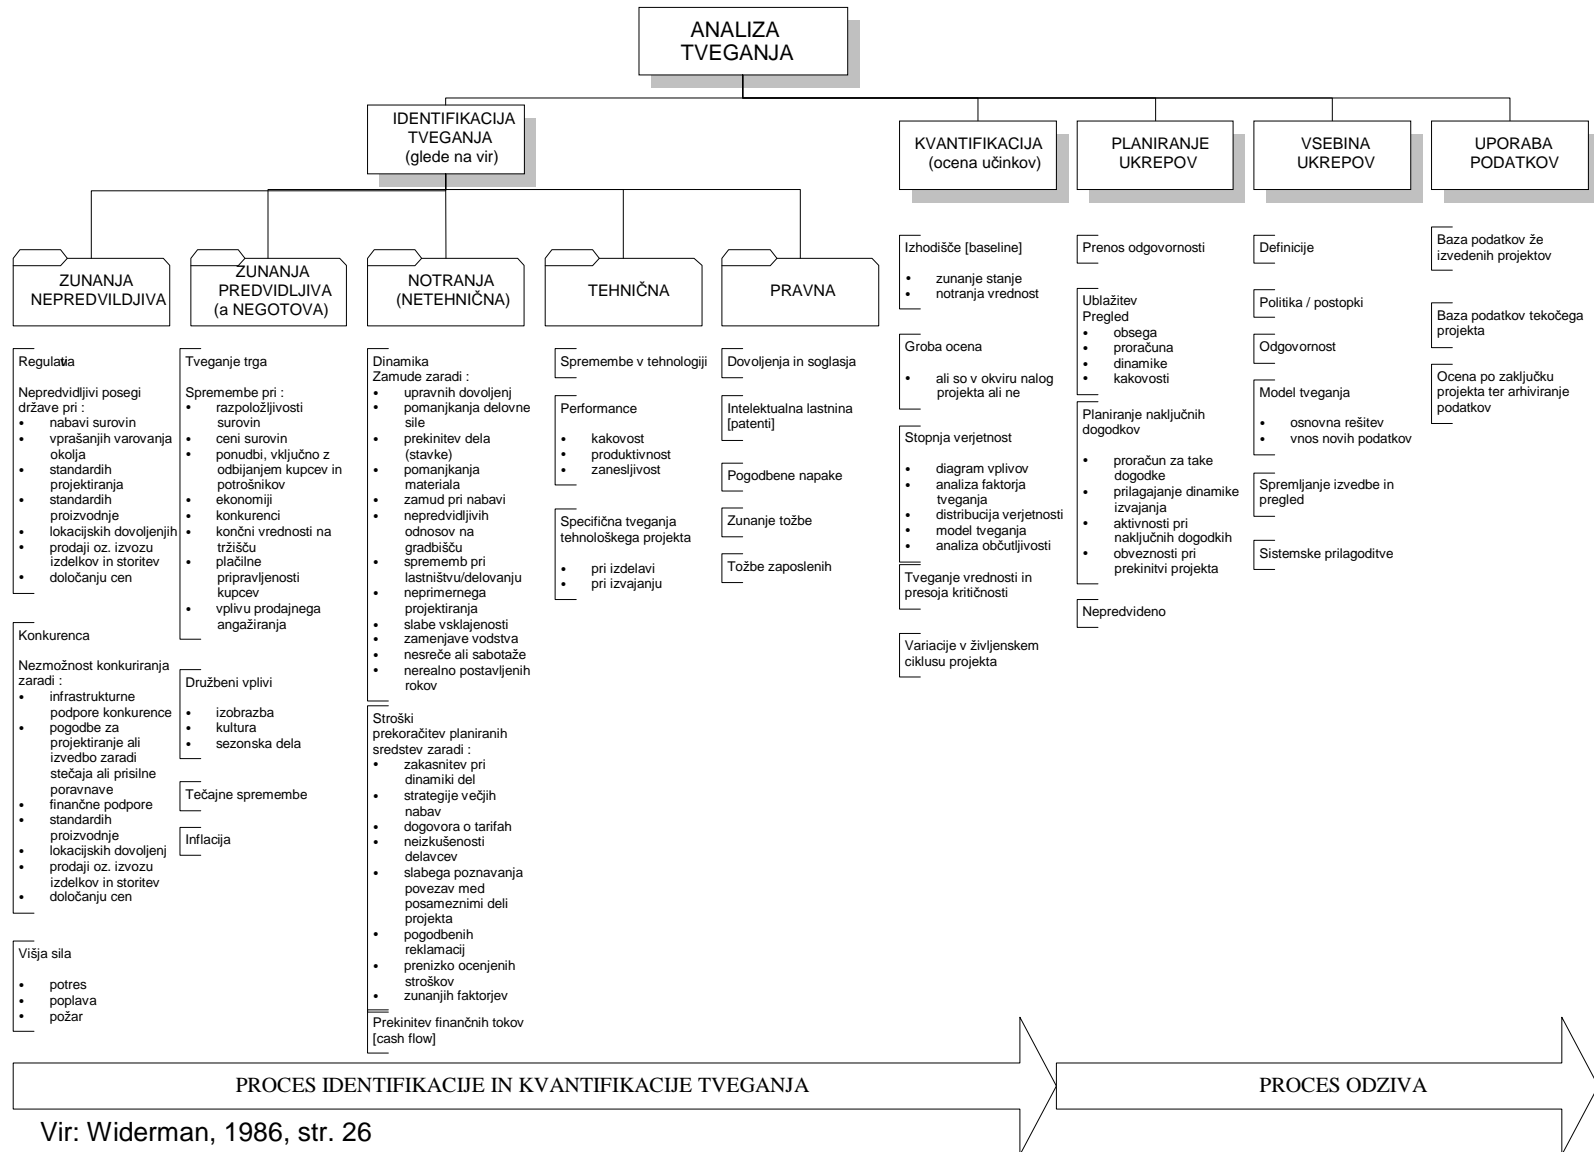 ANALIZA
TVEGANJA
IDENTIFIKACIJA
TVEGANJA
(glede na vir)
KVANTIFIKACIJA
(ocena učinkov)
PLANIRANJE
UKREPOV
VSEBINA
UKREPOV
UPORABA
PODATKOV
ZUNANJA
NEPREDVILDJIVA
ZUNANJA
PREDVIDLJIVA
(a NEGOTOVA)
NOTRANJA
(NETEHNIČNA)
TEHNIČNA
PRAVNA
Regulativa
Nepredvidljivi posegi
države pri :
• nabavi surovin
• vprašanjih varovanja
okolja
• standardih
projektiranja
• standardih
proizvodnje
• lokacijskih dovoljenjih
• prodaji oz. izvozu
izdelkov in storitev
• določanju cen
Konkurenca
Nezmožnost konkuriranja
zaradi :
• infrastrukturne
podpore konkurence
• pogodbe za
projektiranje ali
izvedbo zaradi
stečaja ali prisilne
poravnave
• finančne podpore
• standardih
proizvodnje
• lokacijskih dovoljenj
• prodaji oz. izvozu
izdelkov in storitev
• določanju cen
Višja sila
• potres
• poplava
• požar
Tveganje trga
Spremembe pri :
• razpoložljivosti
surovin
• ceni surovin
• ponudbi, vključno z
odbijanjem kupcev in
potrošnikov
• ekonomiji
• konkurenci
• končni vrednosti na
tržišču
• plačilne
pripravljenosti
kupcev
• vplivu prodajnega
angažiranja
Družbeni vplivi
• izobrazba
• kultura
• sezonska dela
Tečajne spremembe
Inflacija
Dinamika
Zamude zaradi :
• upravnih dovoljenj
• pomanjkanja delovne
sile
• prekinitev dela
(stavke)
• pomanjkanja
materiala
• zamud pri nabavi
• nepredvidljivih
odnosov na
gradbišču
• sprememb pri
lastništvu/delovanju
• neprimernega
projektiranja
• slabe vsklajenosti
• zamenjave vodstva
• nesreče ali sabotaže
• nerealno postavljenih
rokov
Stroški
prekoračitev planiranih
sredstev zaradi :
• zakasnitev pri
dinamiki del
• strategije večjih
nabav
• dogovora o tarifah
• neizkušenosti
delavcev
• slabega poznavanja
povezav med
posameznimi deli
projekta
• pogodbenih
reklamacij
• prenizko ocenjenih
stroškov
• zunanjih faktorjev
Prekinitev finančnih tokov
[cash flow]
Spremembe v tehnologiji
Performance
• kakovost
• produktivnost
• zanesljivost
Specifična tveganja
tehnološkega projekta
• pri izdelavi
• pri izvajanju
Dovoljenja in soglasja
Intelektualna lastnina
[patenti]
Pogodbene napake
Zunanje tožbe
Tožbe zaposlenih
Izhodišče [baseline]
• zunanje stanje
• notranja vrednost
Groba ocena
• ali so v okviru nalog
projekta ali ne
Stopnja verjetnost
• diagram vplivov
• analiza faktorja
tveganja
• distribucija verjetnosti
• model tveganja
• analiza občutljivosti
Tveganje vrednosti in
presoja kritičnosti
Variacije v življenskem
ciklusu projekta
Prenos odgovornosti
Ublažitev
Pregled
• obsega
• proračuna
• dinamike
• kakovosti
Planiranje naključnih
dogodkov
• proračun za take
dogodke
• prilagajanje dinamike
izvajanja
• aktivnosti pri
naključnih dogodkih
• obveznosti pri
prekinitvi projekta
Nepredvideno
Definicije
Politika / postopki
Odgovornost
Model tveganja
• osnovna rešitev
• vnos novih podatkov
Spremljanje izvedbe in
pregled
Sistemske prilagoditve
Baza podatkov že
izvedenih projektov
Baza podatkov tekočega
projekta
Ocena po zaključku
projekta ter arhiviranje
podatkov
PROCES IDENTIFIKACIJE IN KVANTIFIKACIJE TVEGANJA
PROCES ODZIVA
Vir: Widerman, 1986, str. 26